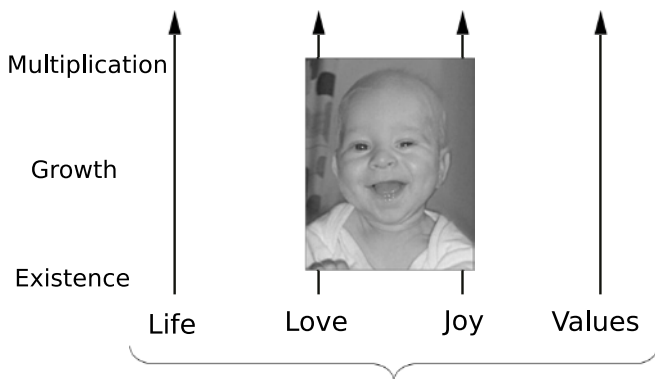 Multiplication
Growth
Existence
Life Love Joy Values